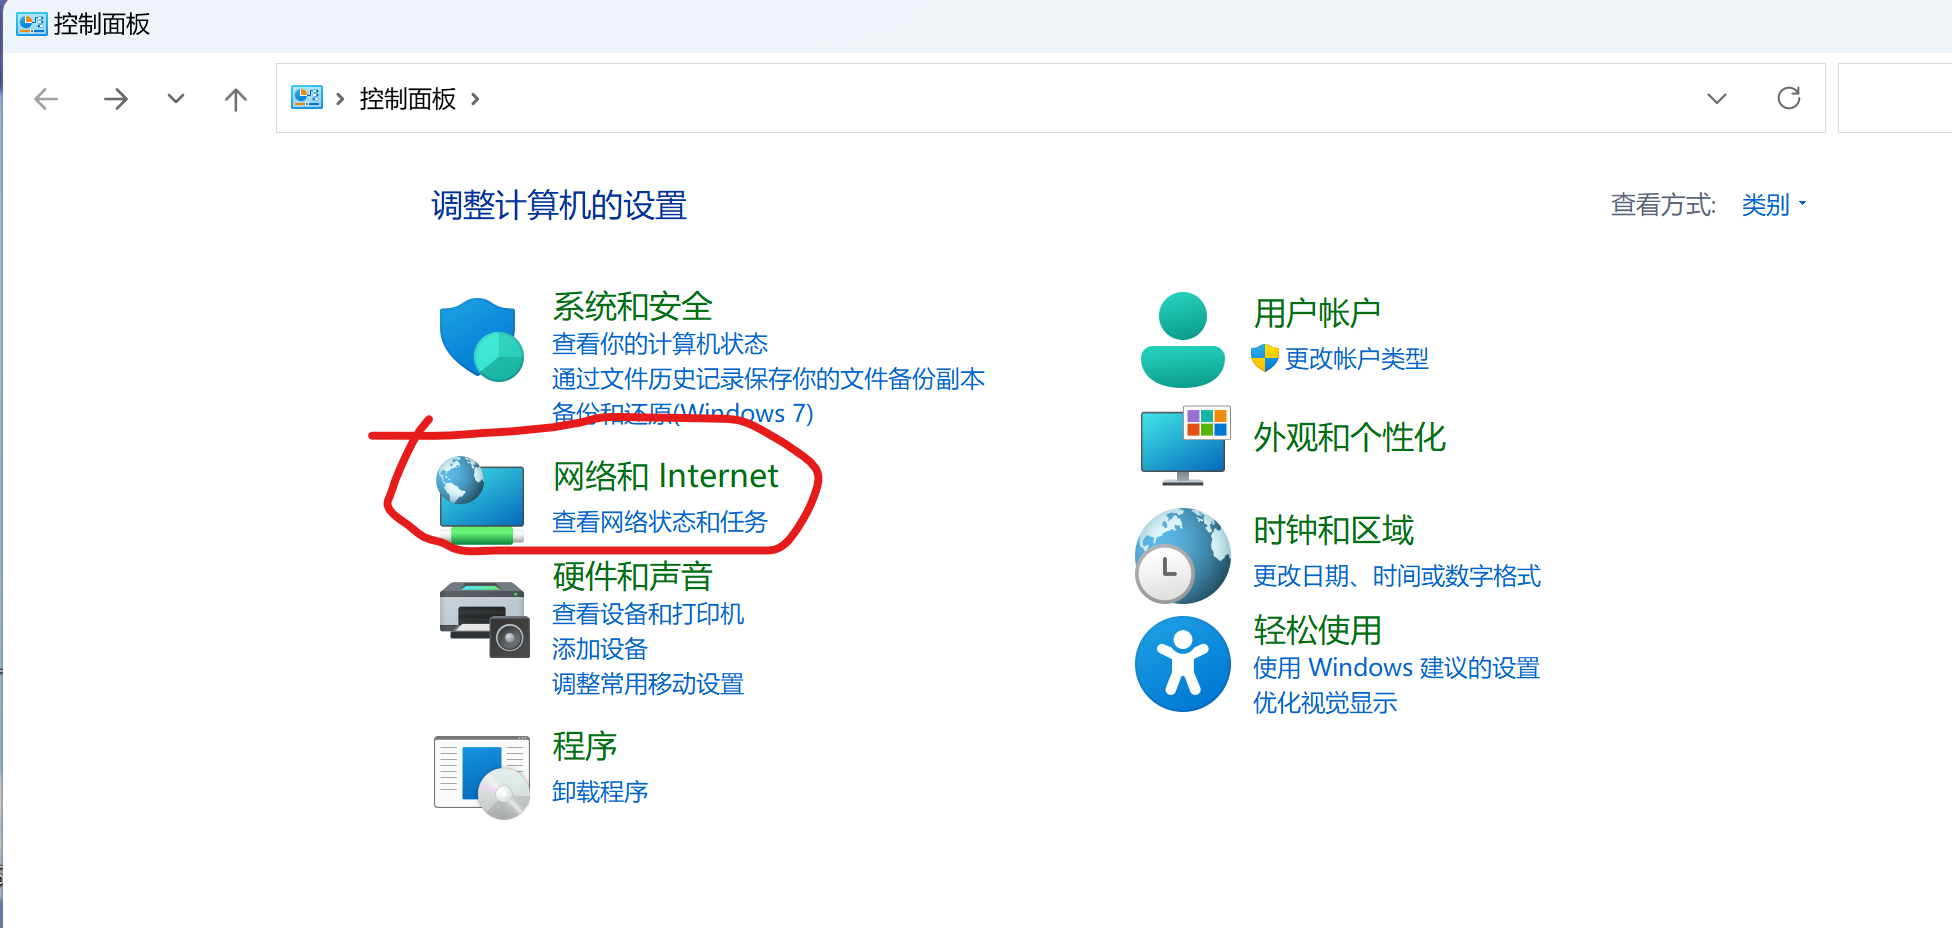 控制面板
控制面板
调整计算机的设置
查看方式: 类别
系统和安全
查看你的计算机状态
通过文件历史记录保存你的文件备份副本
备份和还原(Windows 7)
网络和 Internet
查看网络状态和任务
硬件和声音
查看设备和打印机
添加设备
调整常用移动设置
程序
卸载程序
用户帐户
更改帐户类型
外观和个性化
时钟和区域
更改日期、时间或数字格式
轻松使用
使用 Windows 建议的设置
优化视觉显示